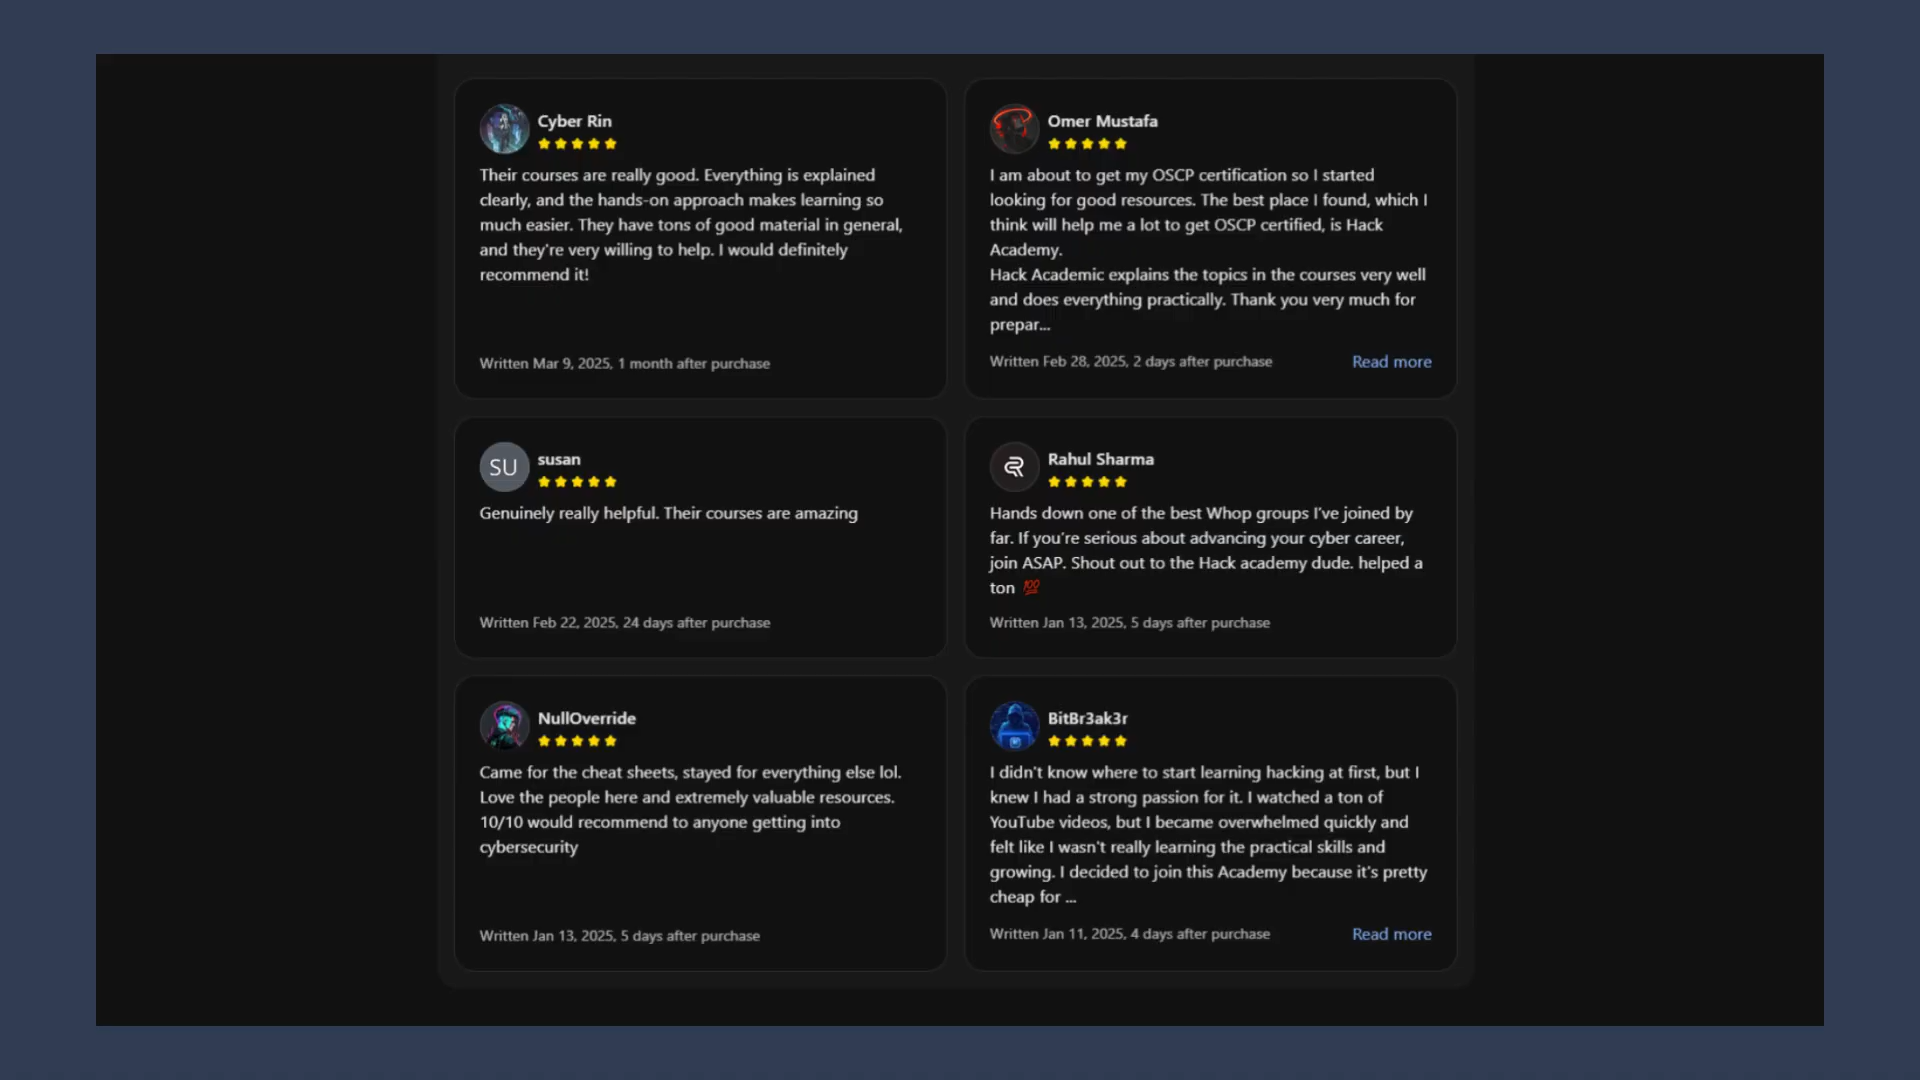 Cyber Rin
Their courses are really good. Everything is explained
clearly, and the hands-on approach makes learning so
much easier. They have tons of good material in general,
and they're very willing to help. I would definitely
recommend it!
Written Mar 9, 2025, 1 month after purchase
Omer Mustafa
I am about to get my OSCP certification so I started
looking for good resources. The best place I found, which I
think will help me a lot to get OSCP certified, is Hack
Academy.
Hack Academic explains the topics in the courses very well
and does everything practically. Thank you very much for
prepar...
Written Feb 28, 2025, 2 days after purchase
Read more
SU
susan
Genuinely really helpful. Their courses are amazing
Written Feb 22, 2025, 24 days after purchase
Rahul Sharma
Hands down one of the best Whop groups I've joined by
far. If you're serious about advancing your cyber career,
join ASAP. Shout out to the Hack academy dude. helped a
ton 💯
Written Jan 13, 2025, 5 days after purchase
NullOverride
Came for the cheat sheets, stayed for everything else lol.
Love the people here and extremely valuable resources.
10/10 would recommend to anyone getting into
cybersecurity
Written Jan 13, 2025, 5 days after purchase
BitBr3ak3r
I didn't know where to start learning hacking at first, but I
knew I had a strong passion for it. I watched a ton of
YouTube videos, but I became overwhelmed quickly and
felt like I wasn't really learning the practical skills and
growing. I decided to join this Academy because it's pretty
cheap for ...
Written Jan 11, 2025, 4 days after purchase
Read more